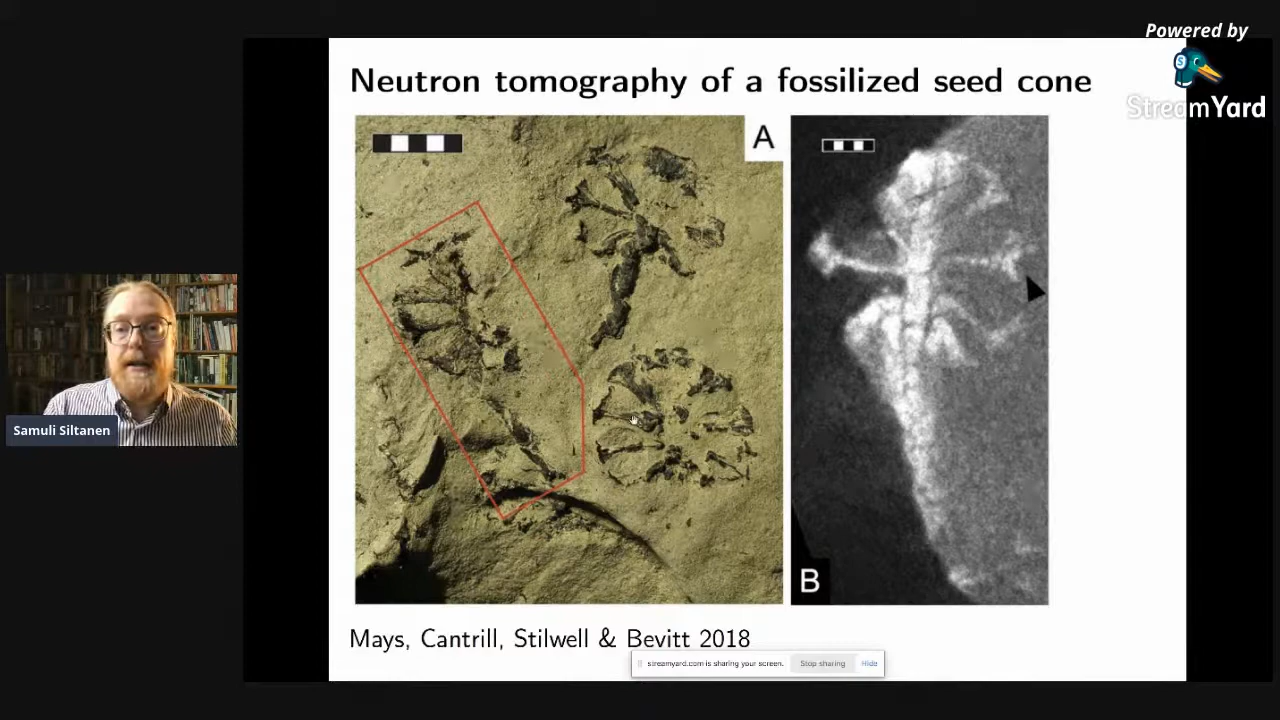 Powered by
StreamYard
Neutron tomography of a fossilized seed cone
A
B
Samuli Siltanen
Mays, Cantrill, Stilwell & Bevitt 2018
streamyard.com is sharing your screen.
Stop sharing
Hide